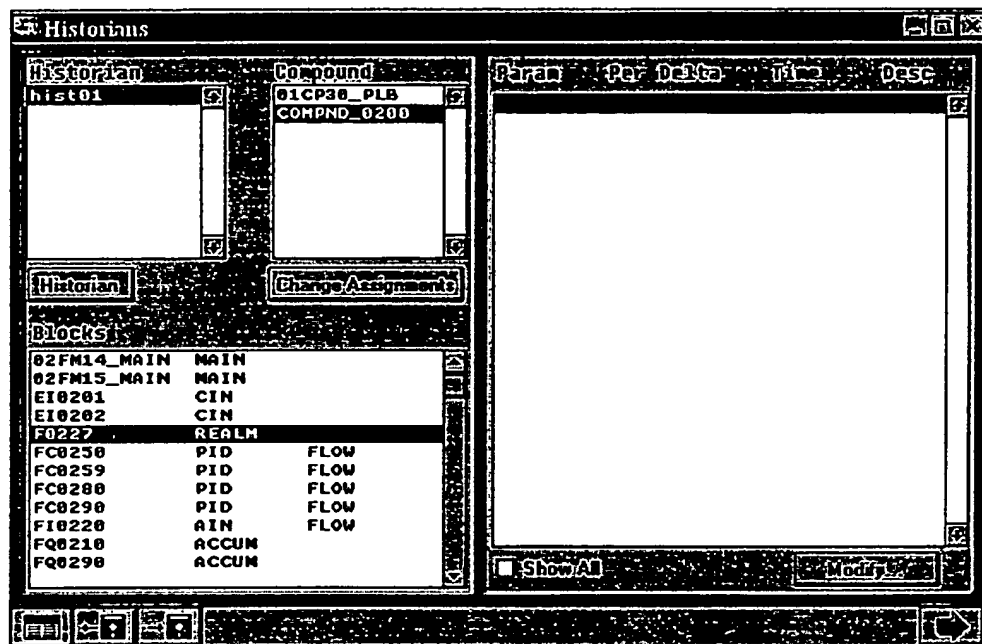 Historians
Historian Compound
hist01
01CP30_PLB
COMPND_0200
Historian
Change Assignments
Blocks
02FM14_MAIN MAIN
02FM15_MAIN MAIN
EI0201 CIN
EI0202 CIN
F0227 REALM
FC0250 PID FLOW
FC0259 PID FLOW
FC0280 PID FLOW
FC0290 PID FLOW
FI0220 AIN FLOW
FQ0210 ACCUM
FQ0290 ACCUM
Param Per Delta Time Desc
Show All
Modify